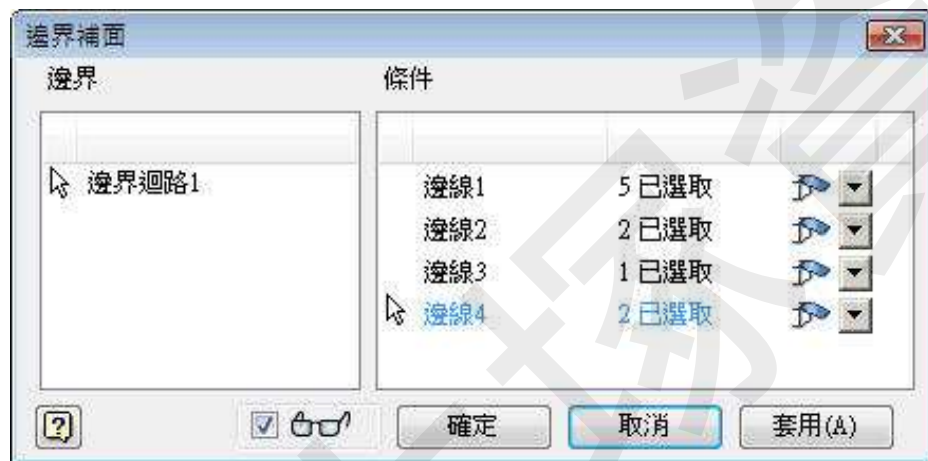 邊界補面
邊界
條件
邊界迴路1
邊線1 5 已選取
邊線2 2 已選取
邊線3 1 已選取
邊線4 2 已選取
確定 取消 套用(A)